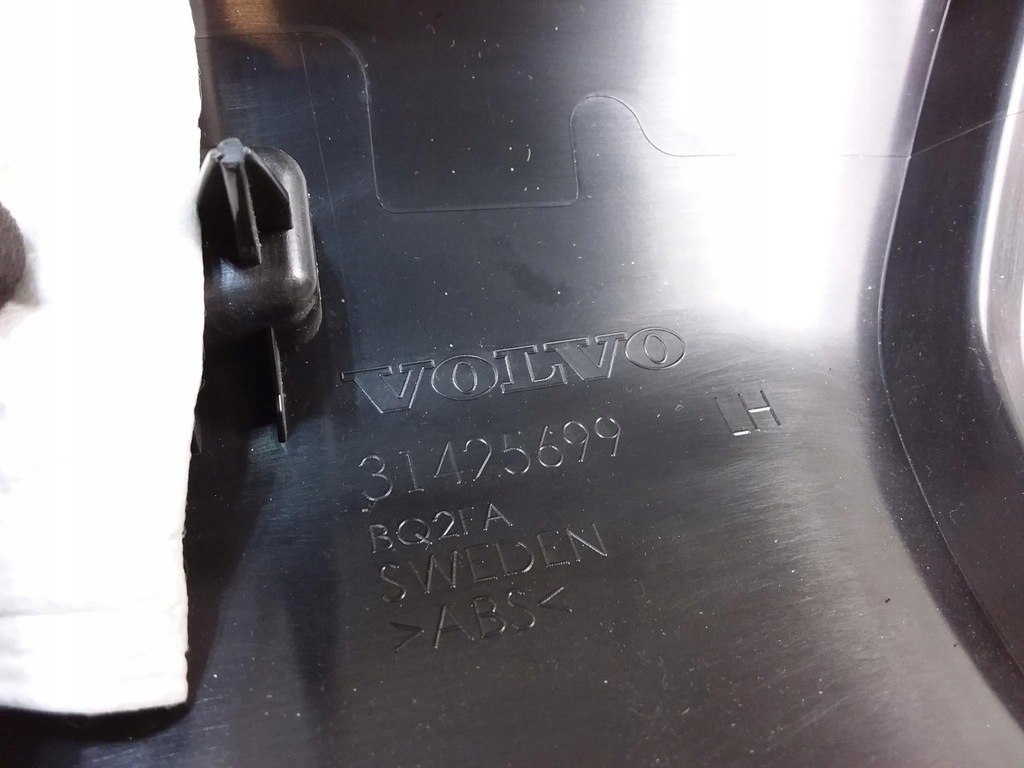 VOLVO
31425699 LH
BQ2FA
SWEDEN
>ABS<